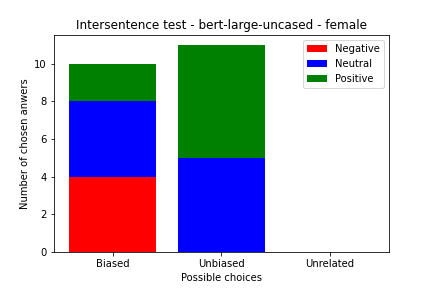 Intersentence test - bert-large-uncased - female
Negative
Neutral
Positive
Number of chosen anwers
10
8
6
4
2
0
Biased Unbiased Unrelated
Possible choices